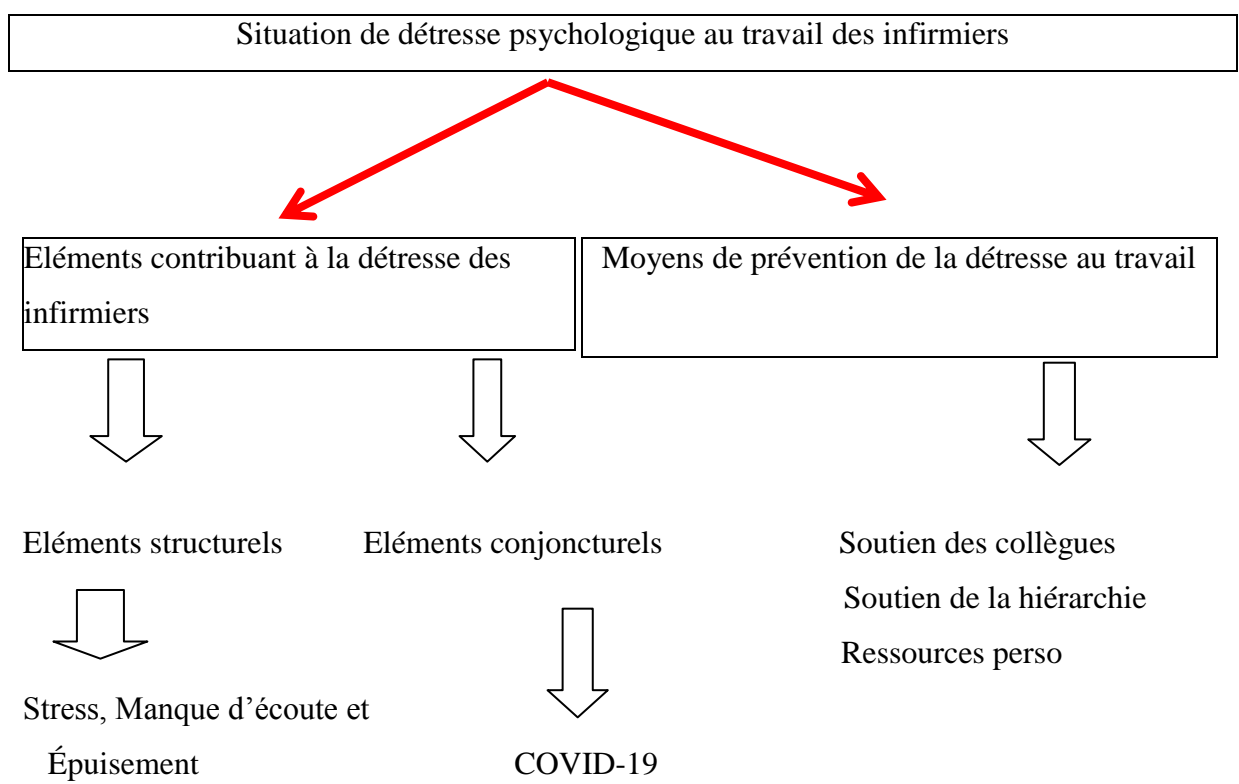 Situation de détresse psychologique au travail des infirmiers
Eléments contribuant à la détresse des
infirmiers
Moyens de prévention de la détresse au travail
Eléments structurels
Eléments conjoncturels
Soutien des collègues
Soutien de la hiérarchie
Ressources perso
Stress, Manque d’écoute et
Épuisement
COVID-19